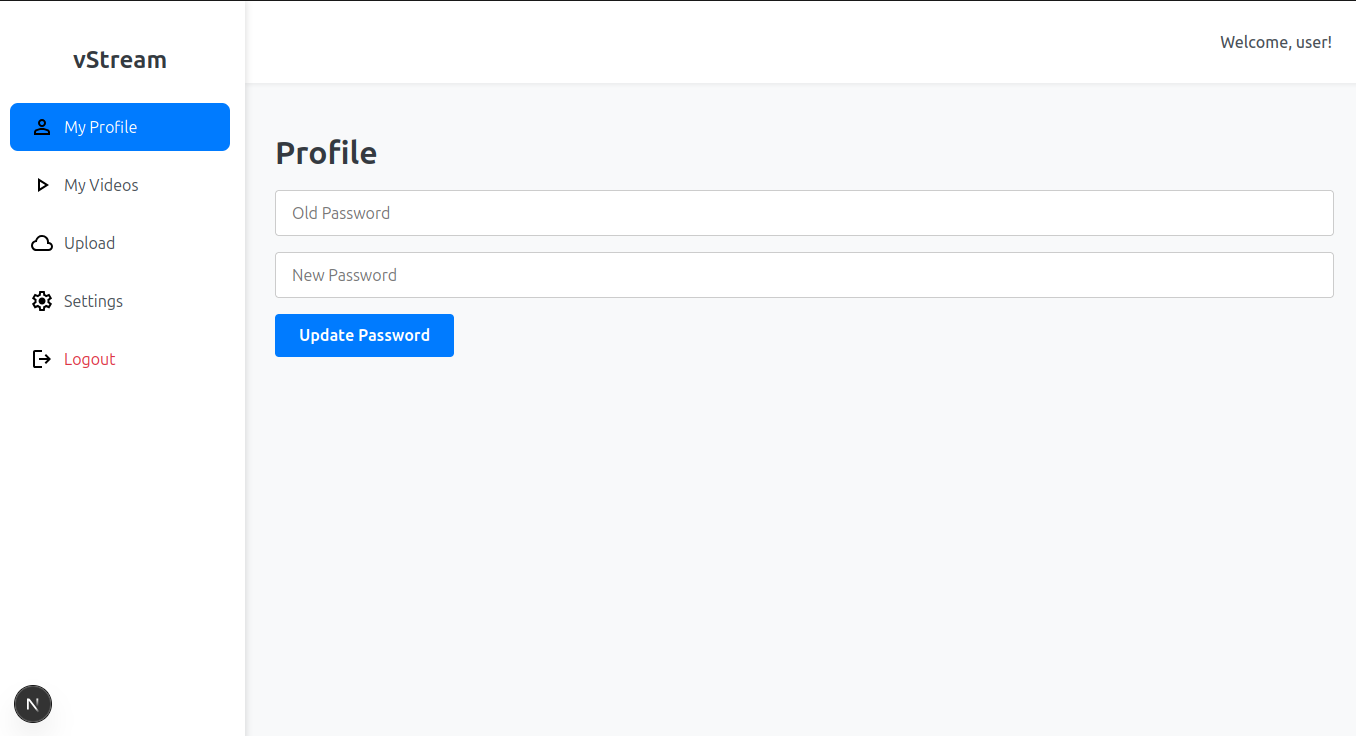 vStream
Welcome, user!
My Profile
My Videos
Upload
Settings
Logout
Profile
Old Password
New Password
Update Password
N